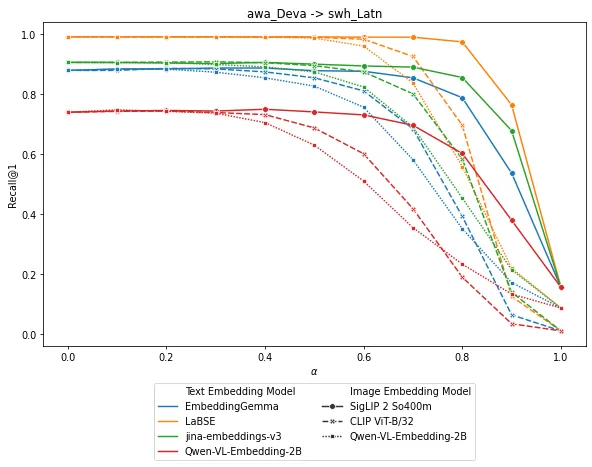 awa_Deva -> swh_Latn
Recall@1
1.0
0.8
0.6
0.4
0.2
0.0
0.0 0.2 0.4 0.6 0.8 1.0
α
Text Embedding Model
EmbeddingGemma
LaBSE
jina-embeddings-v3
Qwen-VL-Embedding-2B
Image Embedding Model
SigLIP 2 So400m
CLIP ViT-B/32
Qwen-VL-Embedding-2B